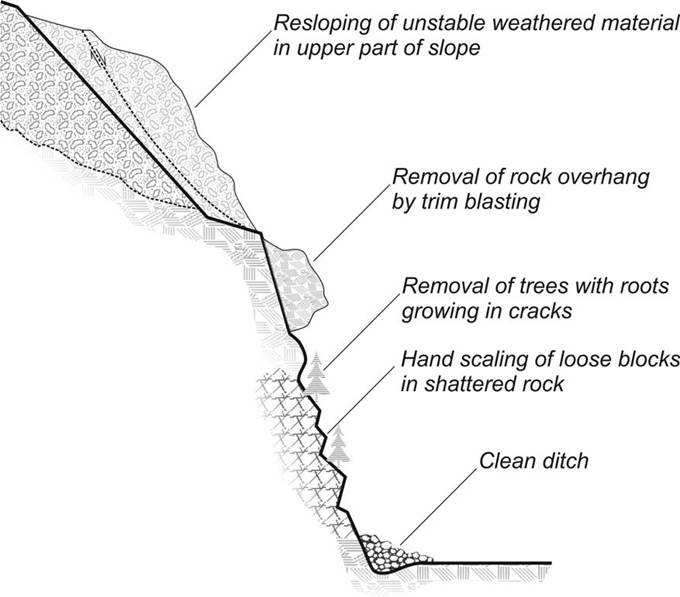 Resloping of unstable weathered material
in upper part of slope
Removal of rock overhang
by trim blasting
Removal of trees with roots
growing in cracks
Hand scaling of loose blocks
in shattered rock
Clean ditch